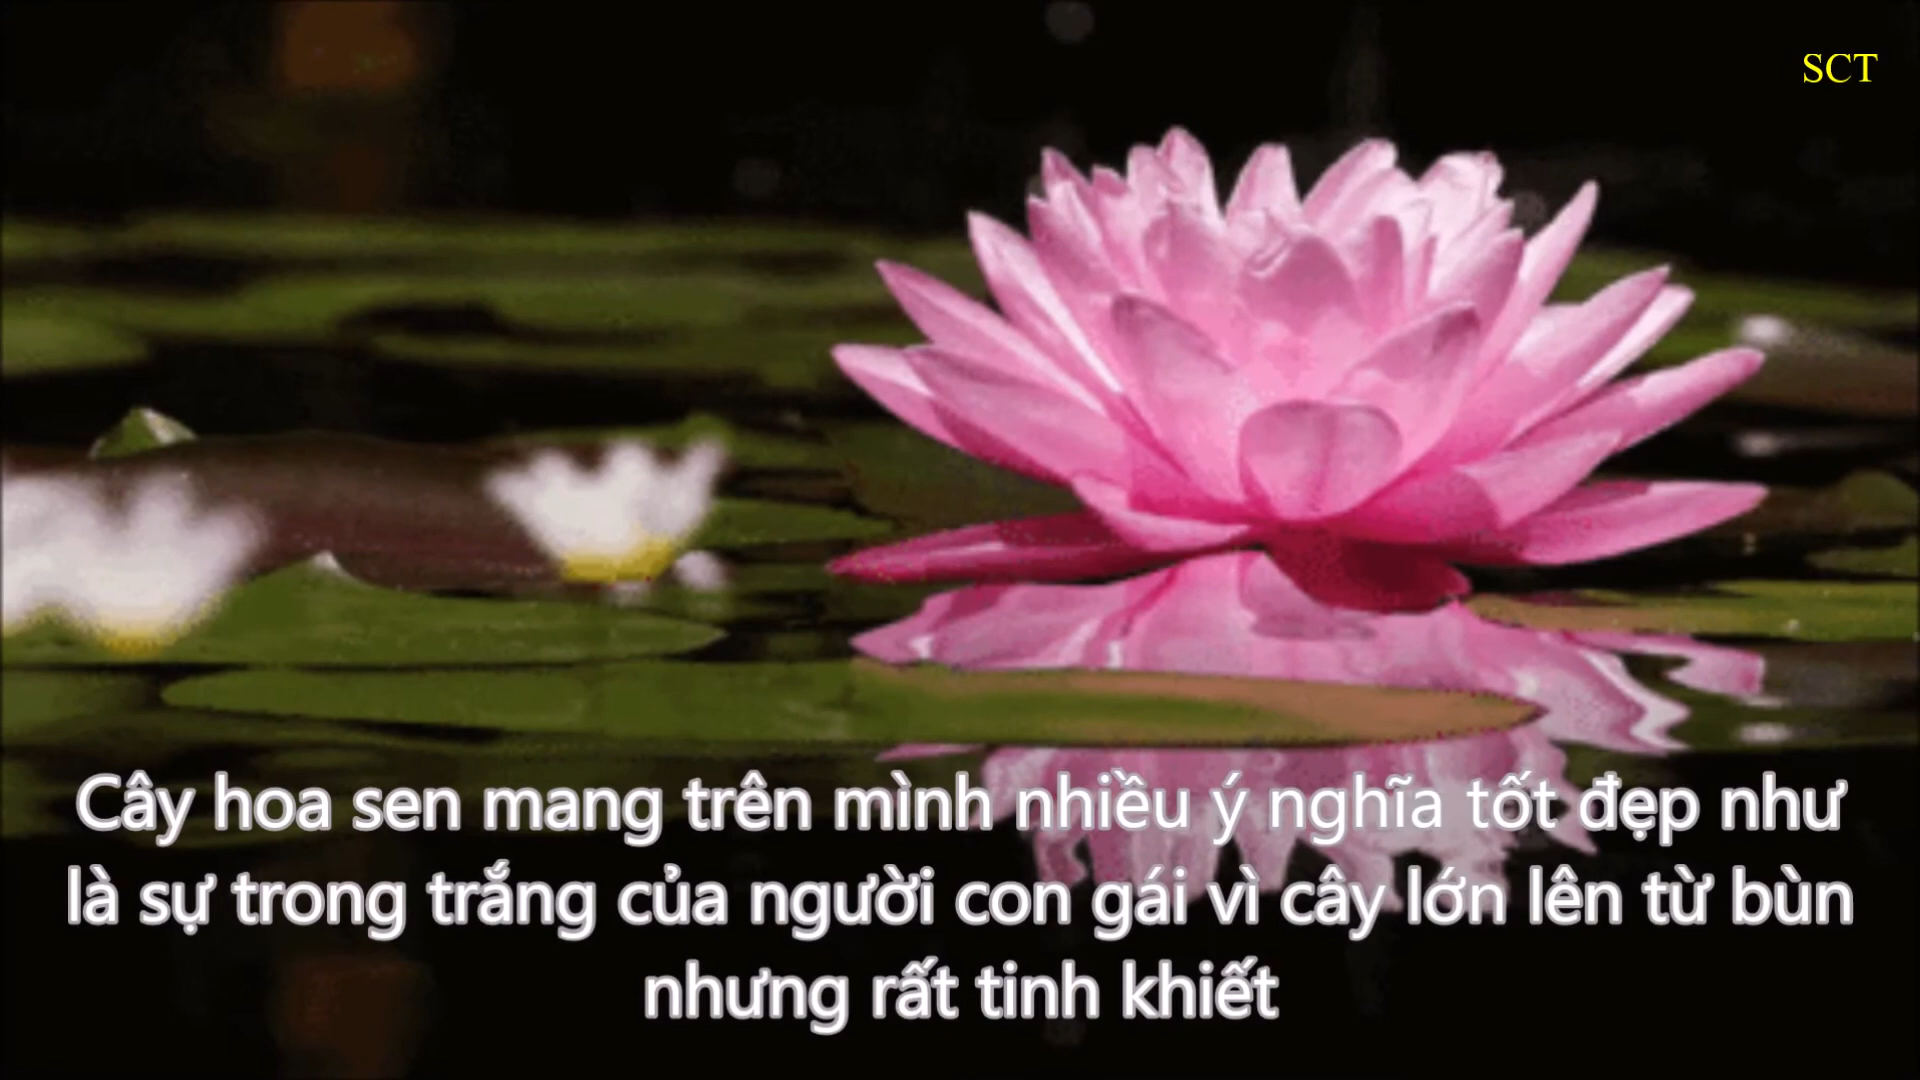 SCT
Cây hoa sen mang trên mình nhiều ý nghĩa tốt đẹp như
là sự trong trắng của người con gái vì cây lớn lên từ bùn
nhưng rất tinh khiết